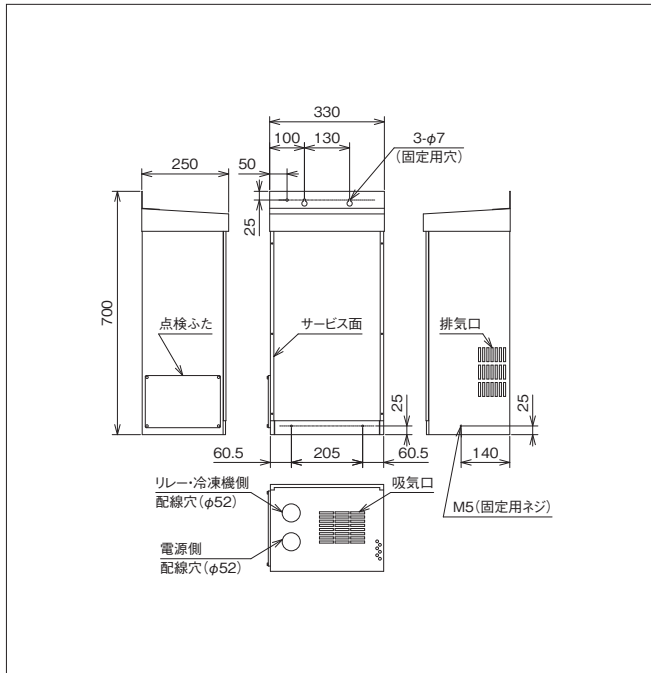 330
100
130
3-φ7
(固定用穴)
50
250
25
700
点検ふた
サービス面
排気口
25
25
60.5
205
60.5
140
リレー・冷凍機側
配線穴(φ52)
吸気口
M5(固定用ネジ)
電源側
配線穴(φ52)